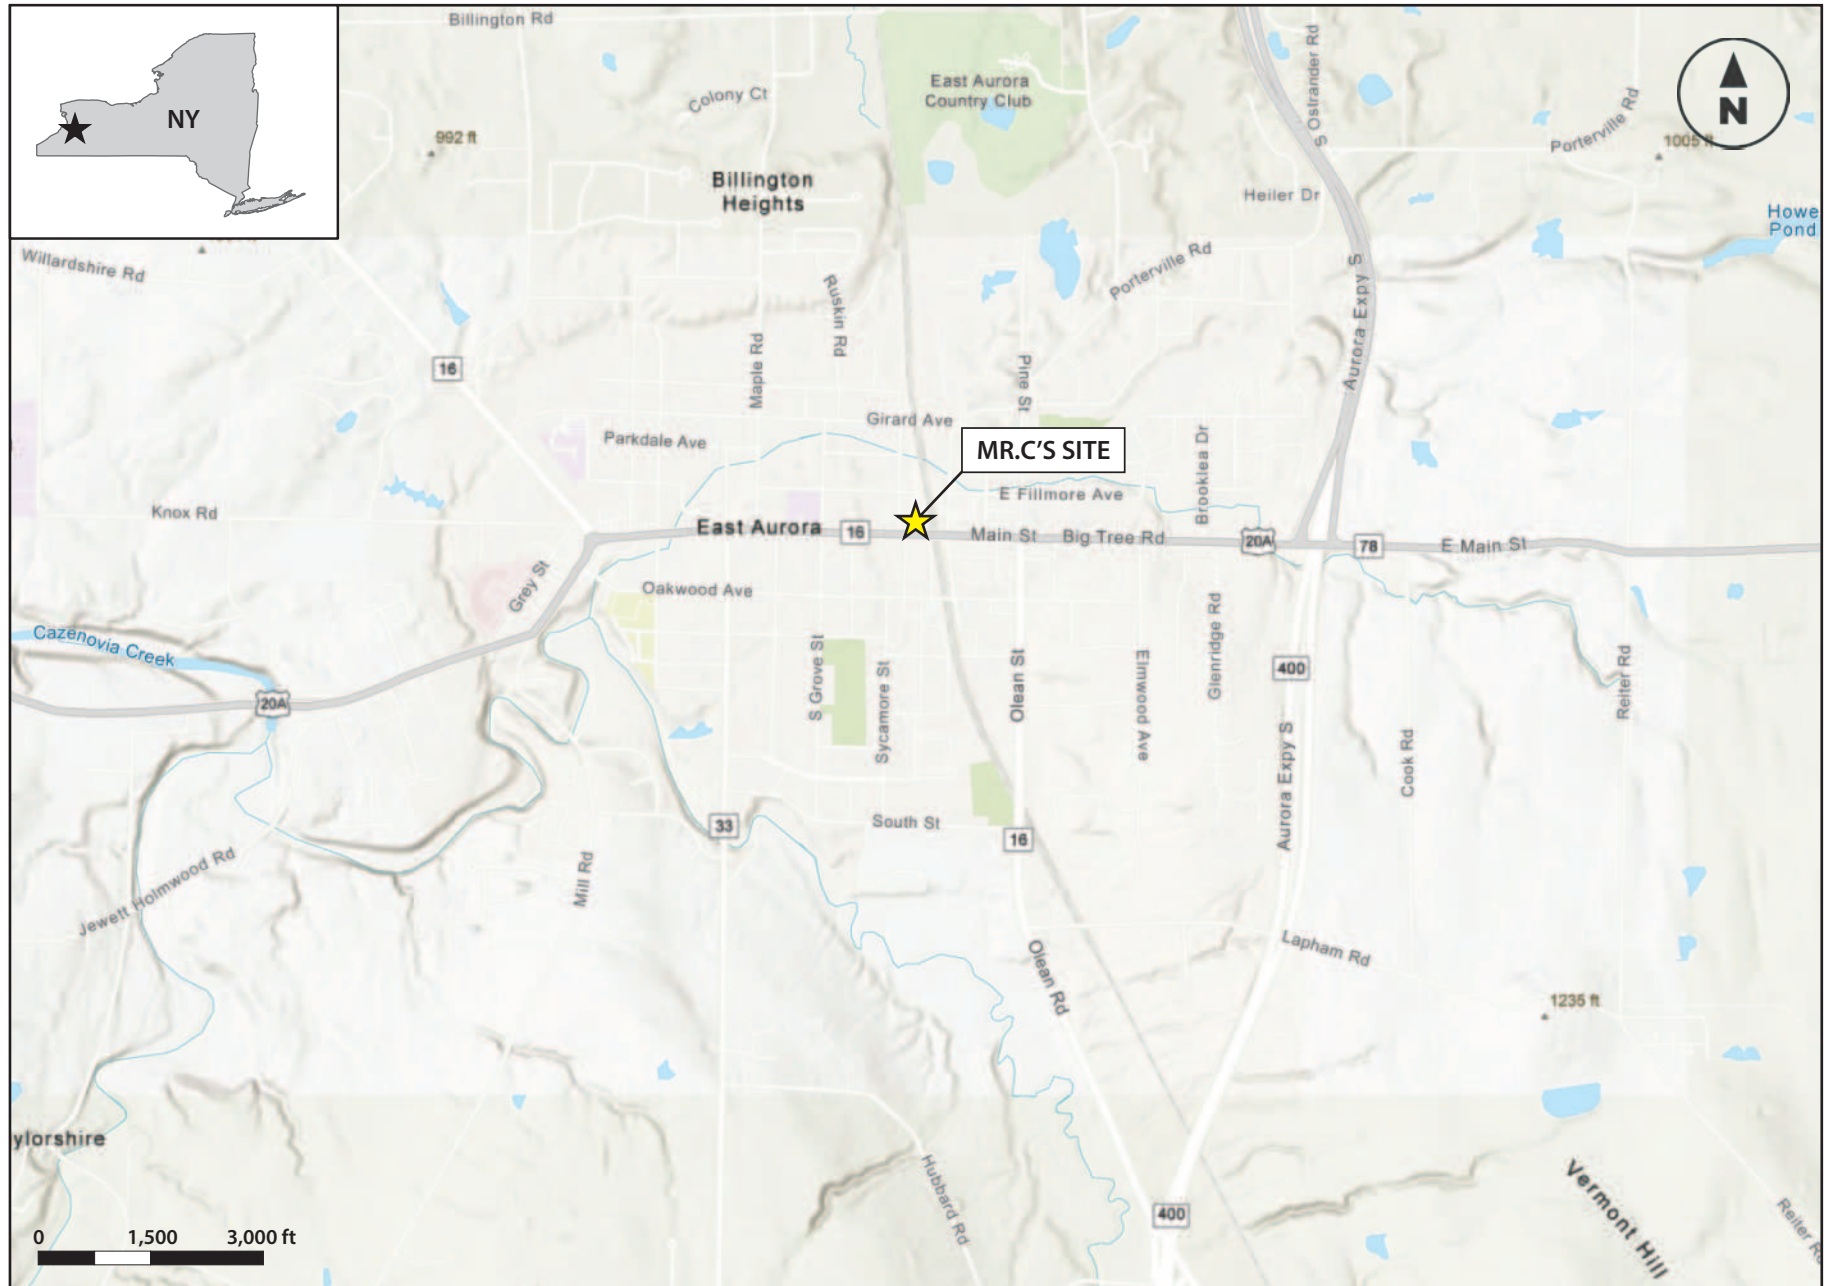 Billington Rd
NY
Colony Ct
East Aurora
Country Club
S Ostrander Rd
N
Porterville Rd
992 ft
1005 ft
Billington
Heights
Heiler Dr
Howe
Pond
Willardshire Rd
Porterville Rd
Ruskin Rd
Aurora Expy S
Maple Rd
16
Pine St
Girard Ave
Parkdale Ave
MR.C'S SITE
Brooklea Dr
E Fillmore Ave
Knox Rd
East Aurora
16
Main St
Big Tree Rd
20A
78
E Main St
Grey St
Oakwood Ave
Cazenovia Creek
S Grove St
Sycamore St
Olean St
Elmwood Ave
Glenridge Rd
400
Reiter Rd
20A
Aurora Expy S
Cook Rd
33
South St
16
Jewett Holmwood Rd
Mill Rd
Olean Rd
Lapham Rd
1235 ft
ylorshire
Hubbard Rd
Vermont Hill
Reiter R
400
0
1,500
3,000 ft